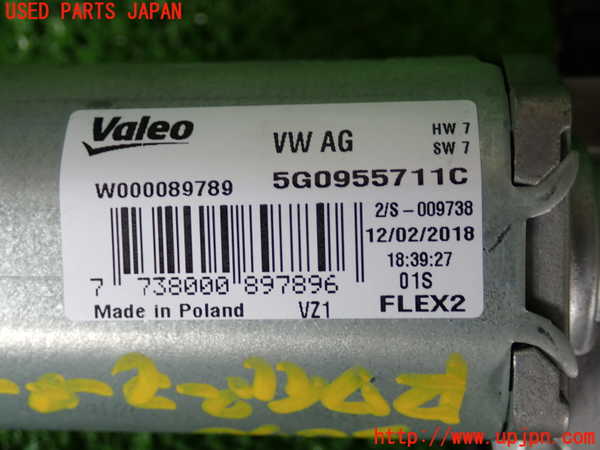 USED PARTS JAPAN
Valeo
VW AG
HW 7
SW 7
W000089789
5G0955711C
2/S-009738
12/02/2018
18:39:27
01S
7 738000 897896
Made in Poland
VZ1
FLEX2
http://www.upjpn.com/